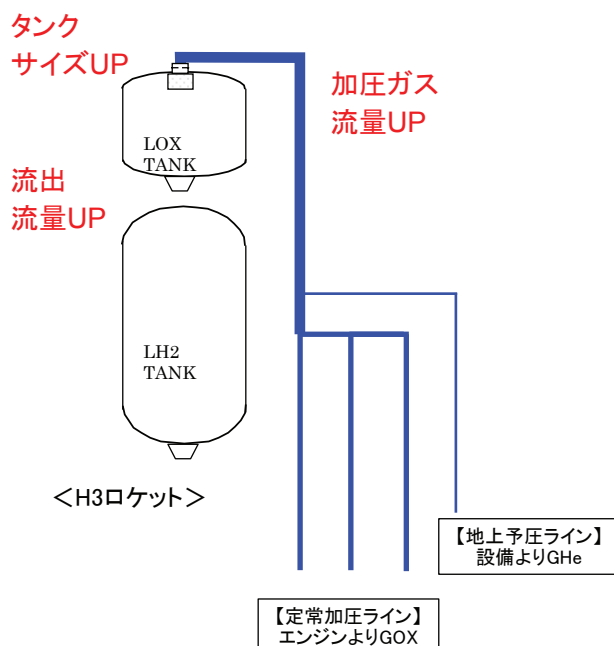 タンク
サイズUP
加圧ガス
流量UP
LOX
TANK
流出
流量UP
LH2
TANK
＜H3ロケット＞
【地上予圧ライン】
設備よりGHe
【定常加圧ライン】
エンジンよりGOX